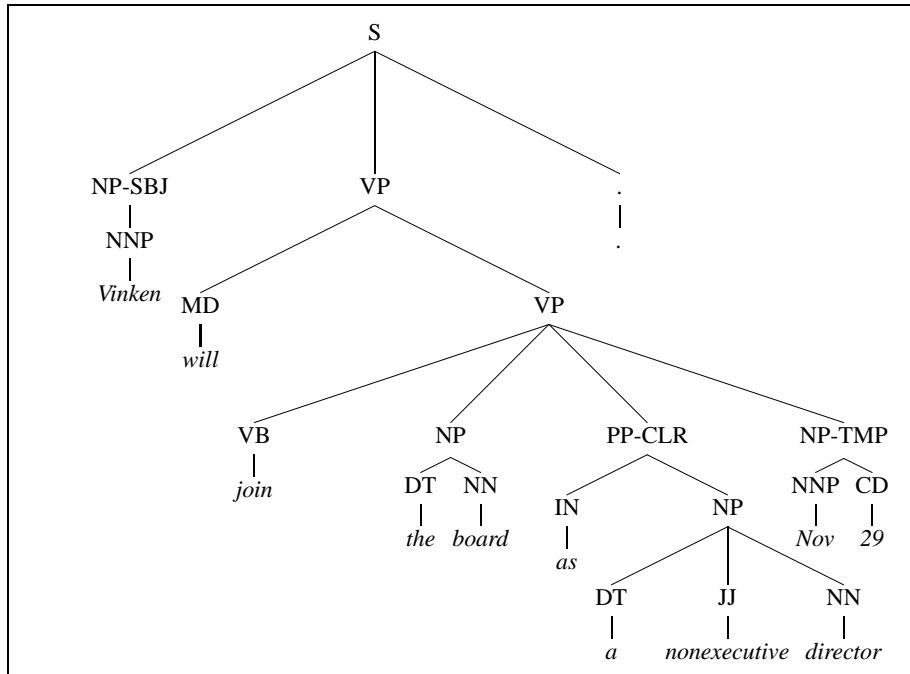 S
NP-SBJ VP .
NNP .
Vinken MD VP
will
VB NP PP-CLR NP-TMP
join DT NN IN NP NNP CD
the board as Nov 29
DT JJ NN
a nonexecutive director